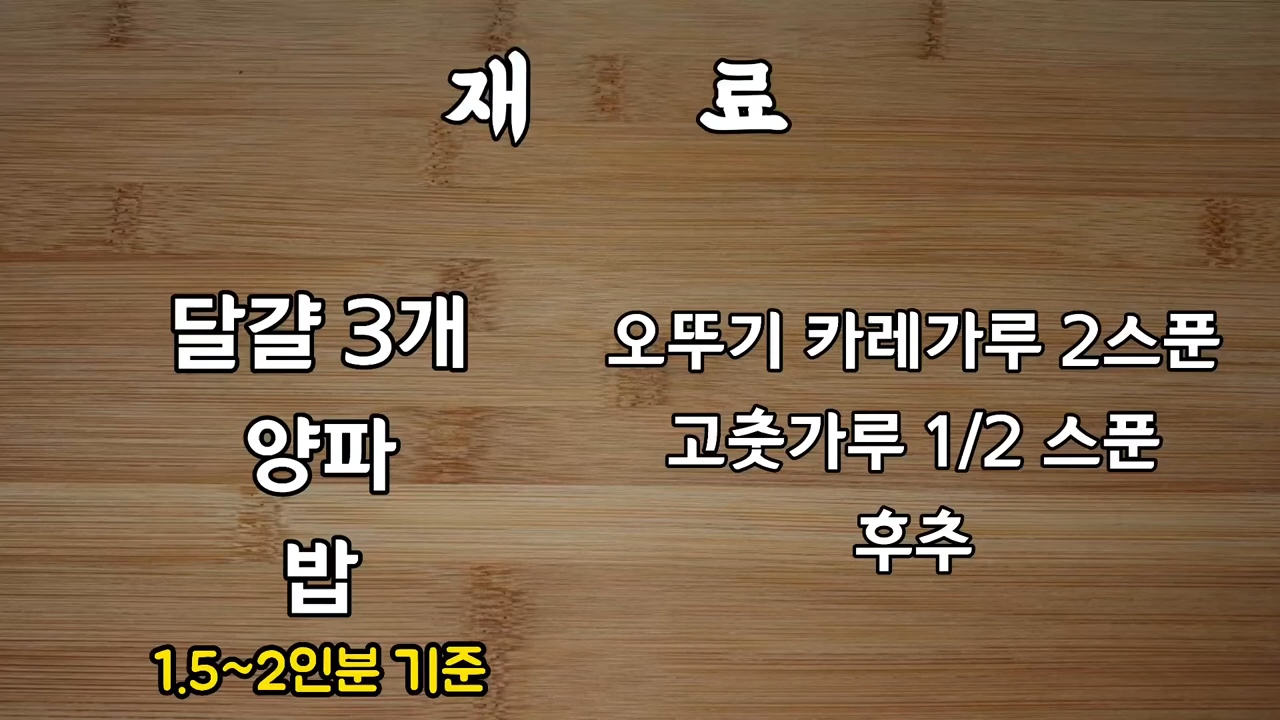 재 료
달걀 3개
양파
밥
1.5~2인분 기준
오뚜기 카레가루 2스푼
고춧가루 1/2 스푼
후추